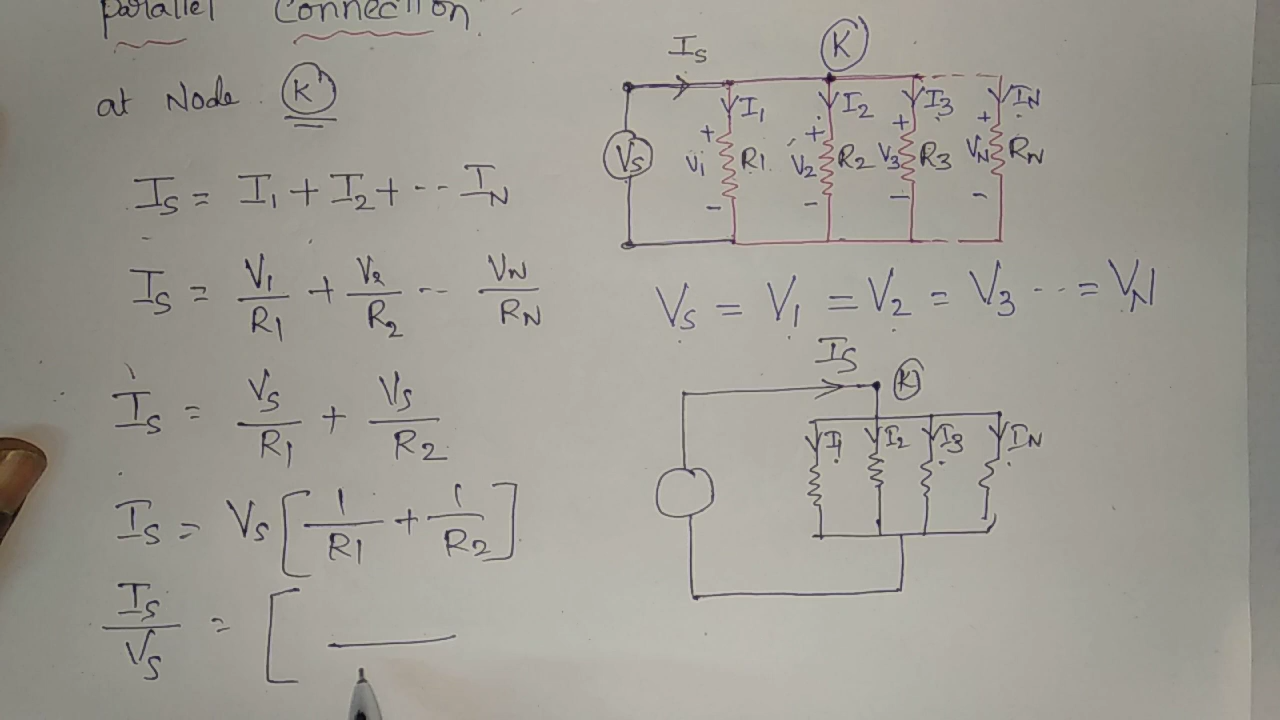 Parallel Connection
at Node K
Is = I1 + I2 + -- IN
Is = V1/R1 + V2/R2 -- VN/RN
Is = Vs/R1 + Vs/R2
Is = Vs [ 1/R1 + 1/R2 ]
Is/Vs = [
Is K
I1 I2 I3 IN
Vs + V1 R1 + V2 R2 + V3 R3 + VN RN
- - - -
Vs = V1 = V2 = V3 --- = VN
Is K
I1 I2 I3 IN